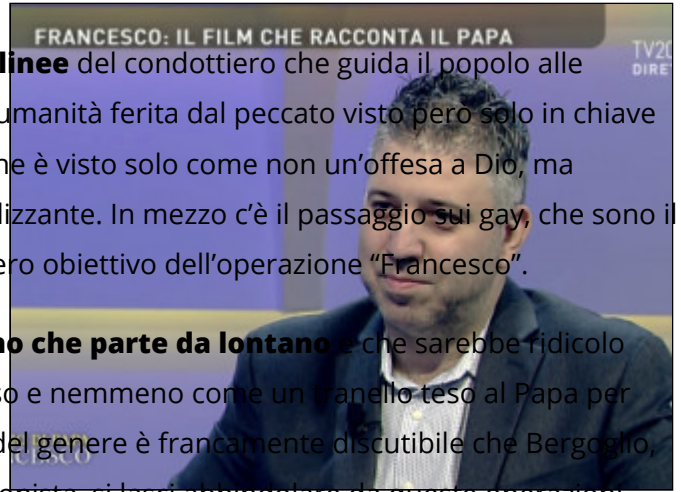 FRANCESCO: IL FILM CHE RACCONTA IL PAPA
TV20
DIRE
linee del condottiero che guida il popolo alle
umanità ferita dal peccato visto però solo in chiave
he è visto solo come non un'offesa a Dio, ma
lizzante. In mezzo c'è il passaggio sui gay, che sono il
ero obiettivo dell'operazione “Francesco”.
no che parte da lontano e che sarebbe ridicolo
so e nemmeno come un tranello teso al Papa per
del genere è francamente discutibile che Bergoglio,